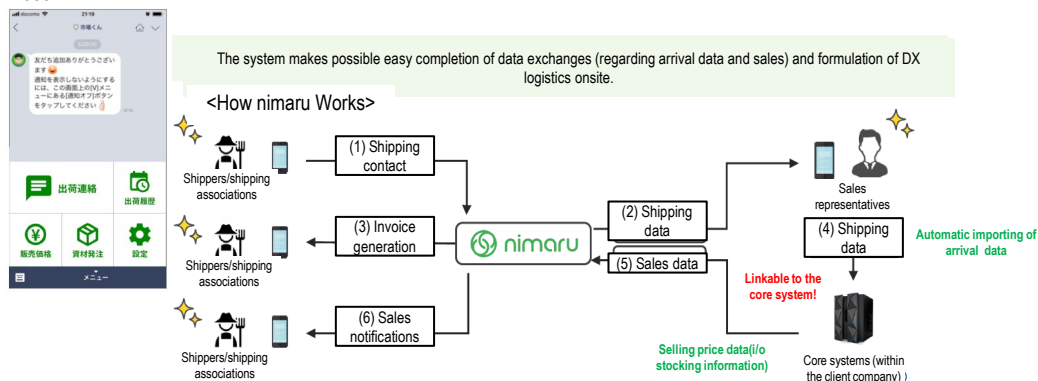 docomo
21:19
市場くん
友だち追加ありがとうござい
ます
通知を表示しないようにする
には、この画面上の[V]メニ
ューにある[通知オフ]ボタン
をタップしてください
出荷連絡
出荷履歴
販売価格
資材発注
設定
メニュー
The system makes possible easy completion of data exchanges (regarding arrival data and sales) and formulation of DX
logistics onsite.
<How nimaru Works>
Shippers/shipping
associations
(1) Shipping
contact
Sales
representatives
Shippers/shipping
associations
(3) Invoice
generation
nimaru
(2) Shipping
data
(5) Sales data
(4) Shipping
data
Automatic importing of
arrival data
Linkable to the
core system!
Shippers/shipping
associations
(6) Sales
notifications
Selling price data(i/o
stocking information)
Core systems (within
the client company) )